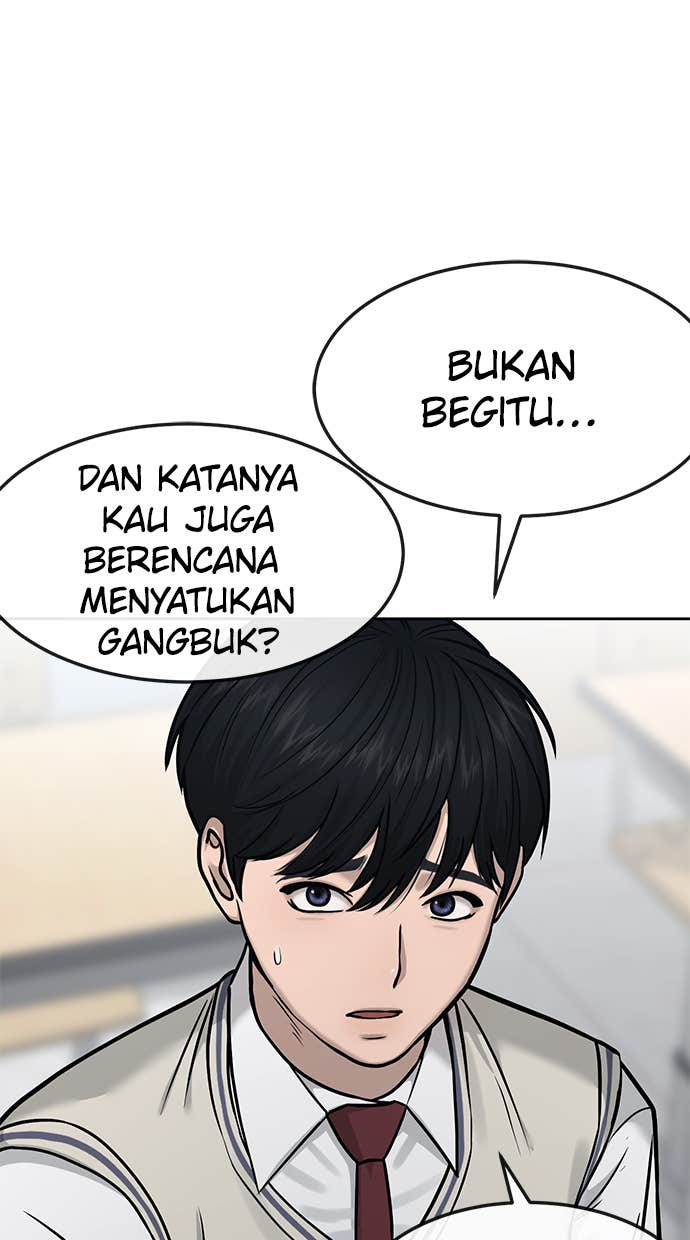 BUKAN
BEGITU...
DAN KATANYA
KAU JUGA
BERENCANA
MENYATUKAN
GANGBUK?